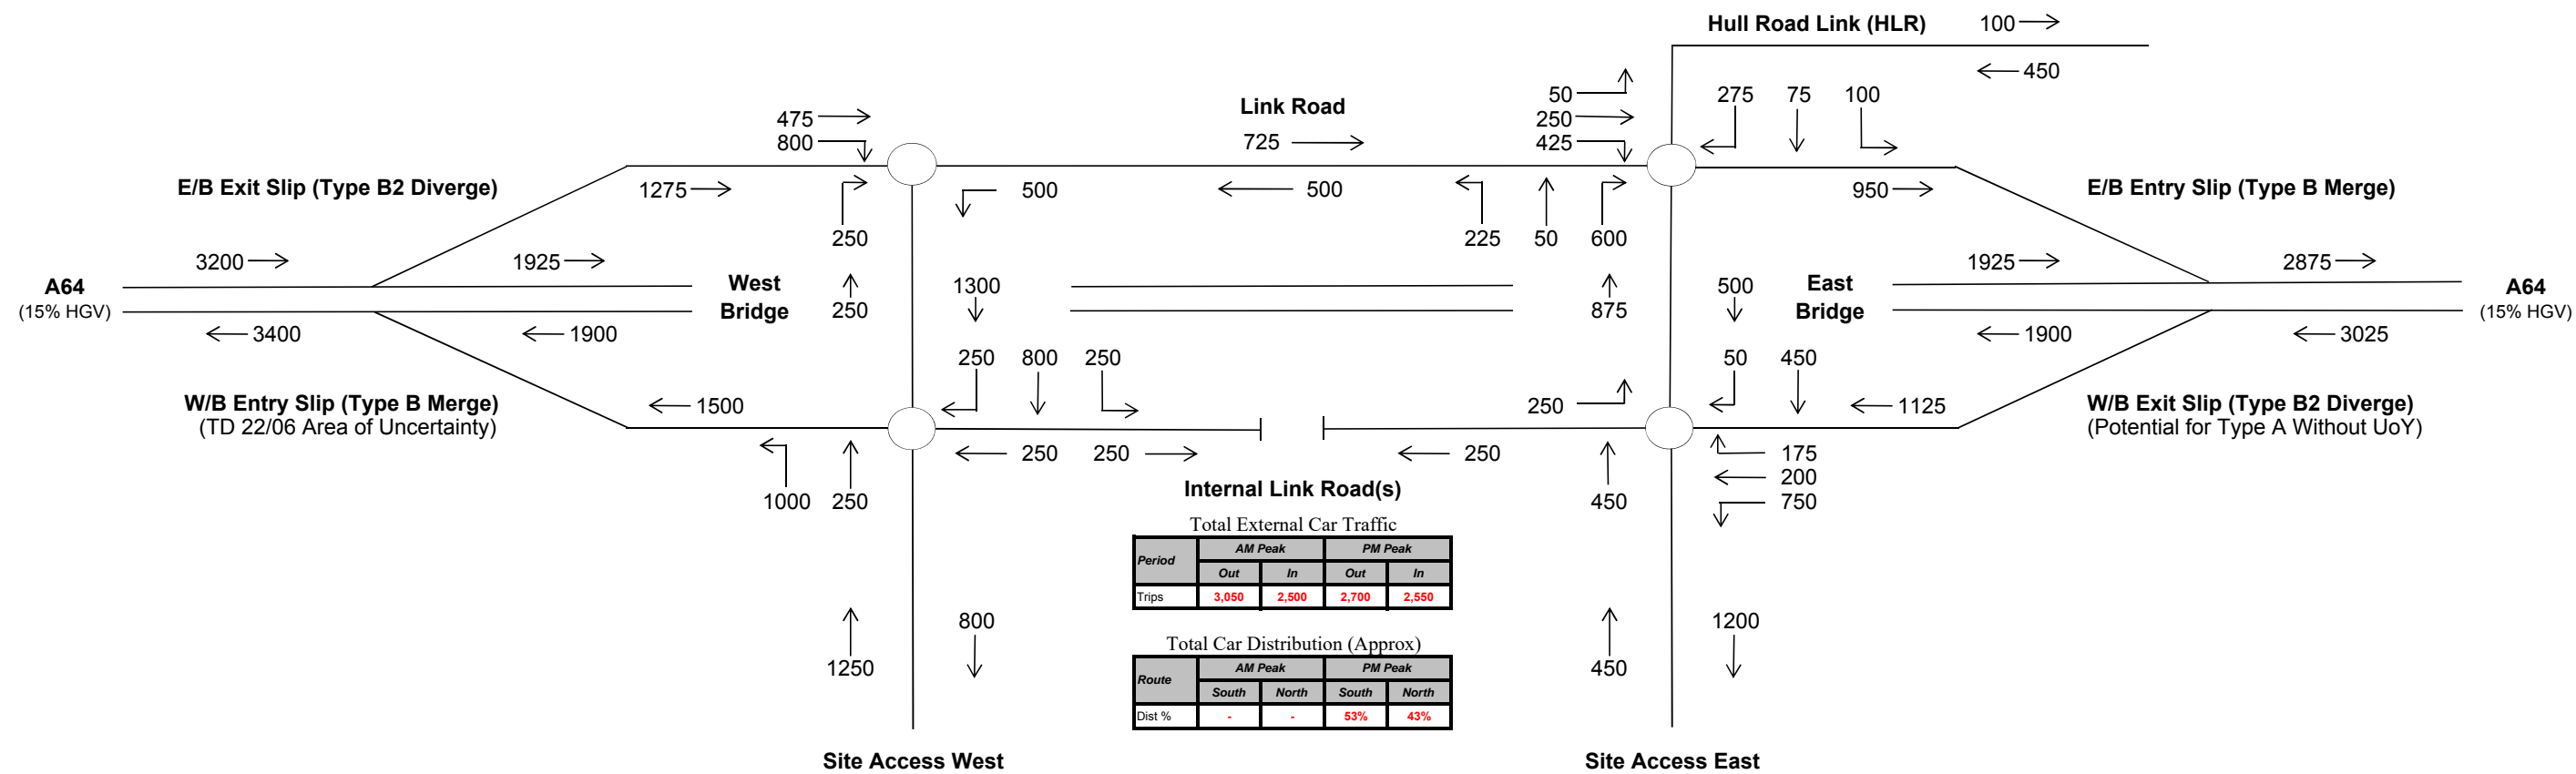 Hull Road Link (HLR) 100
450
50 275 75 100
475 Link Road 250
800 725 425
E/B Exit Slip (Type B2 Diverge) 1275 500 500 950 E/B Entry Slip (Type B Merge)
250 225 50 600
3200 1925 1925 2875
A64 West 1300 500 East A64
(15% HGV) Bridge 250 875 Bridge (15% HGV)
3400 1900 1900 3025
250 800 250 50 450
W/B Entry Slip (Type B Merge) 1500 250 1125 W/B Exit Slip (Type B2 Diverge)
(TD 22/06 Area of Uncertainty) (Potential for Type A Without UoY)
250 250 250 175
200
1000 250 Internal Link Road(s) 450 750
Total External Car Traffic
Period AM Peak PM Peak
Out In Out In
Trips 3,050 2,500 2,700 2,550
800 1200
Total Car Distribution (Approx)
1250 450
Route AM Peak PM Peak
South North South North
Dist % - - 53% 43%
Site Access West Site Access East